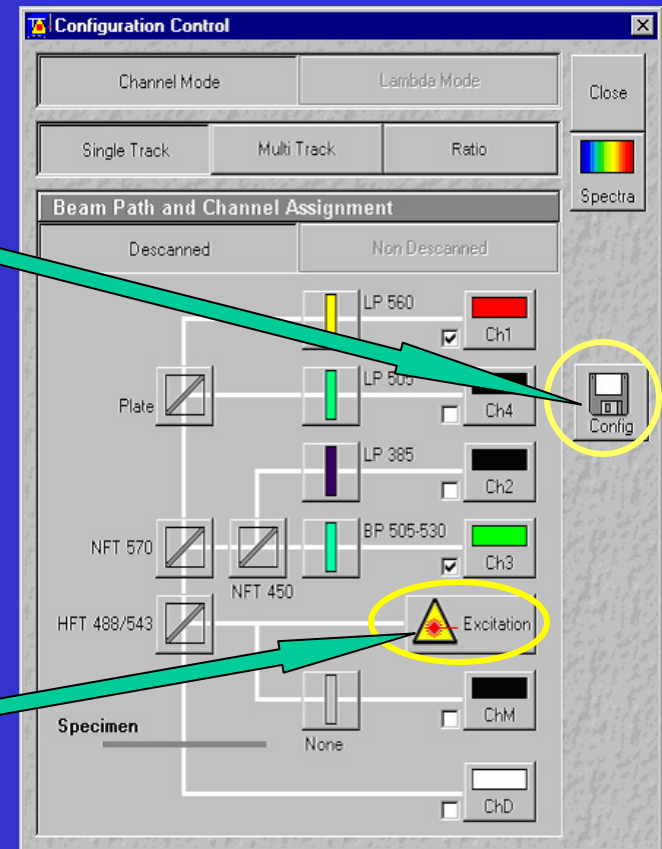 Configuration Control
Channel Mode
Lambda Mode
Close
Single Track
Multi Track
Ratio
Spectra
Beam Path and Channel Assignment
Descanned
Non Descanned
LP 560
Ch1
LP 505
Plate
Ch4
Config
LP 385
Ch2
BP 505-530
NFT 570
Ch3
NFT 450
HFT 488/543
Excitation
ChM
Specimen
None
ChD